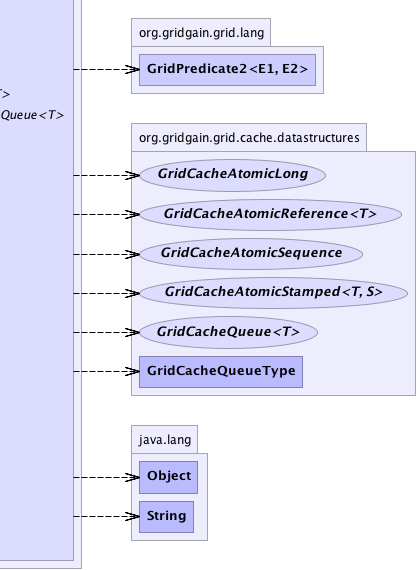 org.gridgain.grid.lang
GridPredicate2<E1, E2>
T>
Queue<T>
org.gridgain.grid.cache.datastructures
GridCacheAtomicLong
GridCacheAtomicReference<T>
GridCacheAtomicSequence
GridCacheAtomicStamped<T, S>
GridCacheQueue<T>
GridCacheQueueType
java.lang
Object
String